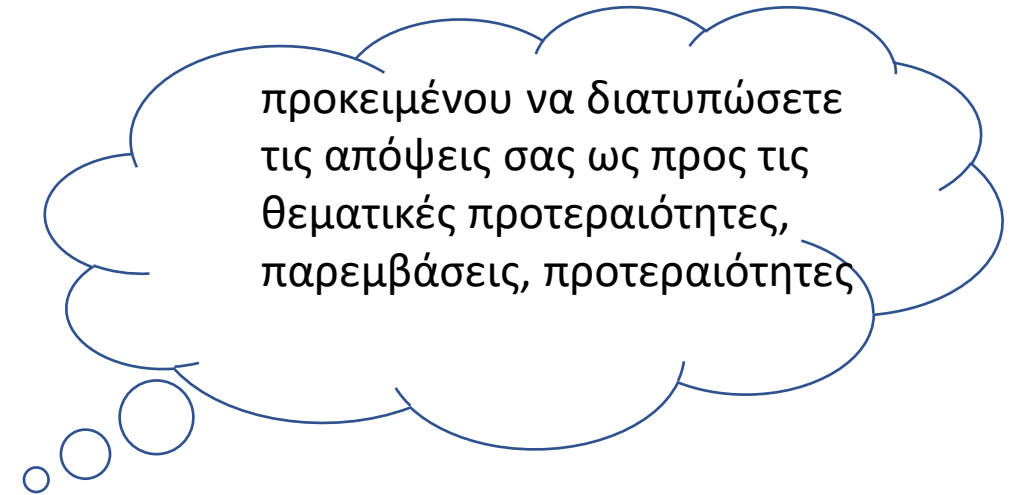 προκειμένου να διατυπώσετε
τις απόψεις σας ως προς τις
θεματικές προτεραιότητες,
παρεμβάσεις, προτεραιότητες